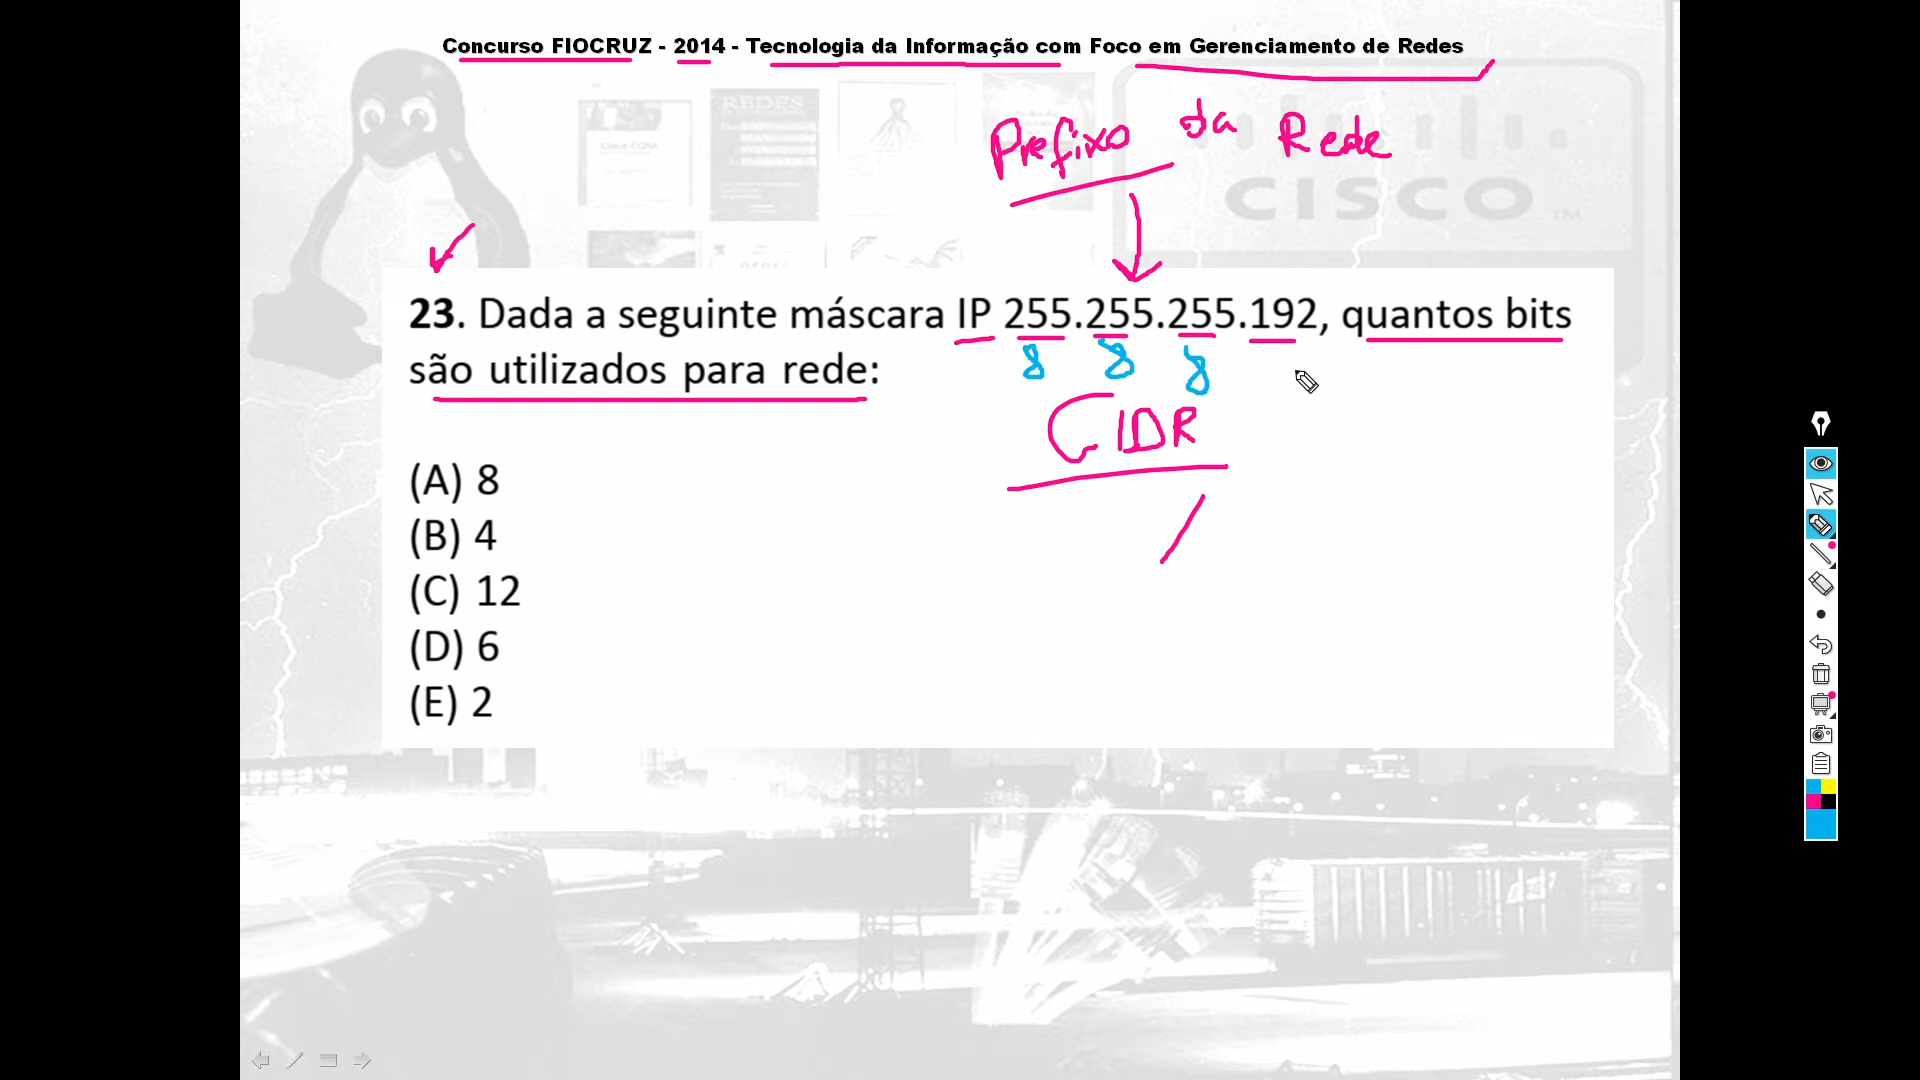 Concurso FIOCRUZ - 2014 - Tecnologia da Informação com Foco em Gerenciamento de Redes
REDES
Prefixo da Rede
CISCO
TM
23. Dada a seguinte máscara IP 255.255.255.192, quantos bits
são utilizados para rede:
8 8 8
CIDR
/
(A) 8
(B) 4
(C) 12
(D) 6
(E) 2